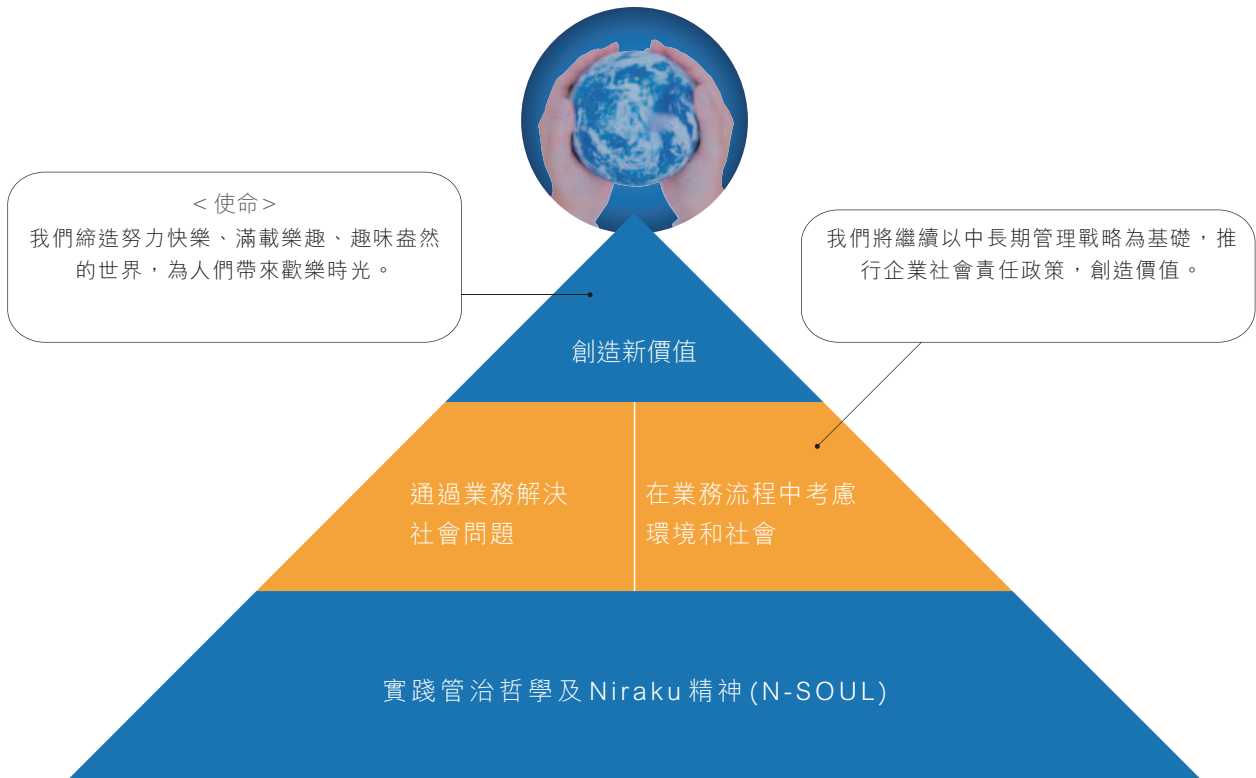 <使命>
我們締造努力快樂、滿載樂趣、趣味盎然
的世界，為人們帶來歡樂時光。
我們將繼續以中長期管理戰略為基礎，推
行企業社會責任政策，創造價值。
創造新價值
通過業務解決
社會問題
在業務流程中考慮
環境和社會
實踐管治哲學及Niraku精神(N-SOUL)